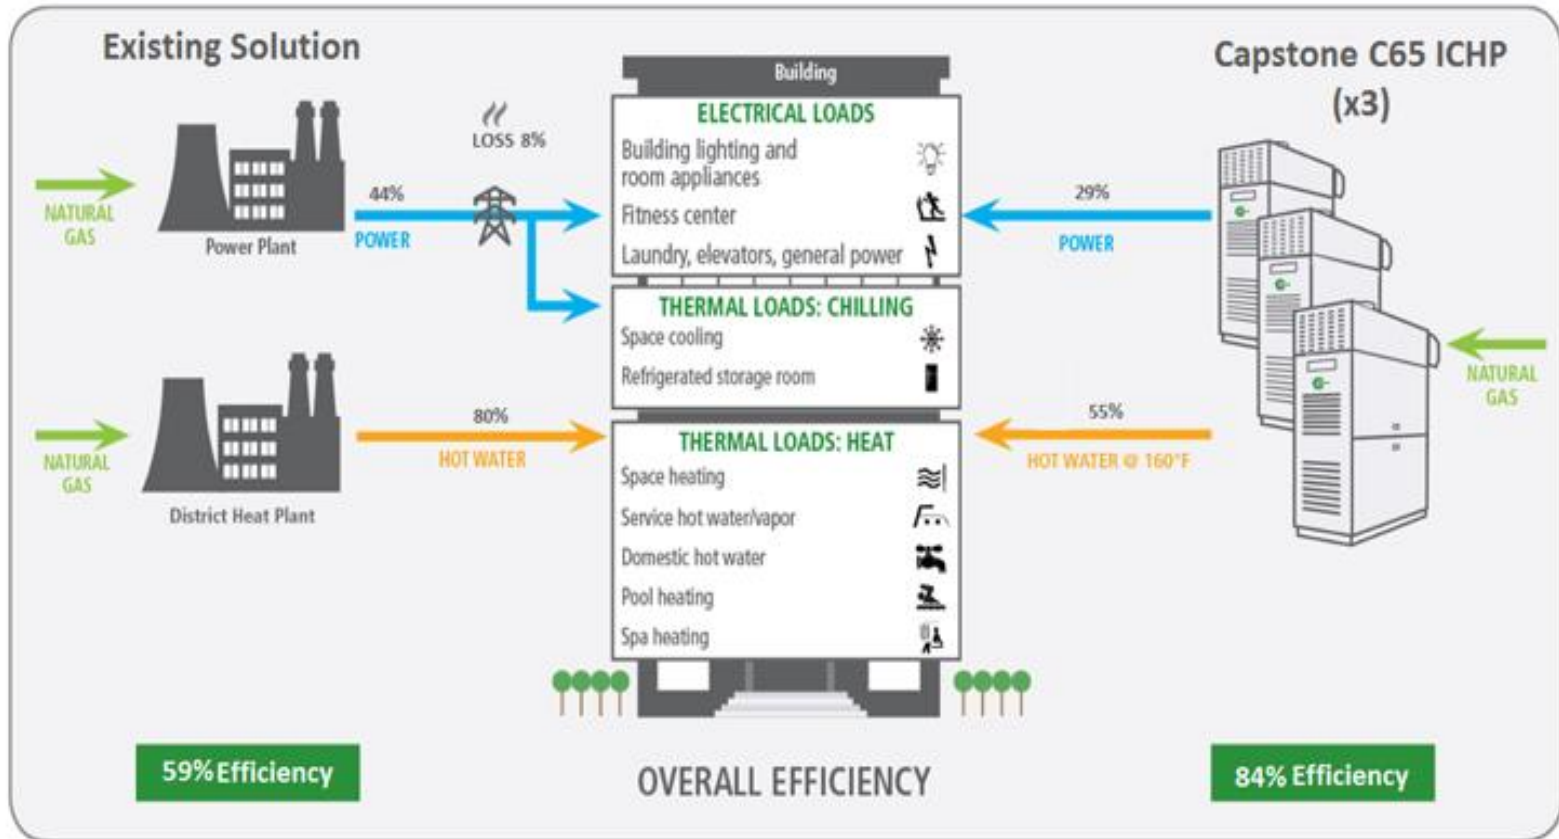 Existing Solution
NATURAL
GAS
Power Plant
44%
POWER
LOSS 8%
NATURAL
GAS
District Heat Plant
80%
HOT WATER
Building
ELECTRICAL LOADS
Building lighting and
room appliances
Fitness center
Laundry, elevators, general power
THERMAL LOADS: CHILLING
Space cooling
Refrigerated storage room
THERMAL LOADS: HEAT
Space heating
Service hot water/vapor
Domestic hot water
Pool heating
Spa heating
Capstone C65 ICHP
(x3)
29%
POWER
55%
HOT WATER @ 160°F
NATURAL
GAS
59% Efficiency
OVERALL EFFICIENCY
84% Efficiency